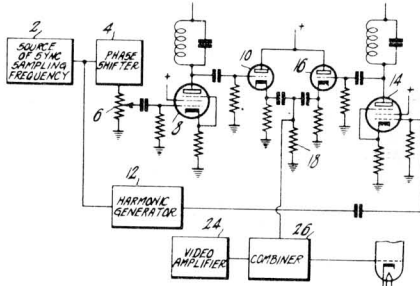 2
SOURCE
OF SYNC
SAMPLING
FREQUENCY
4
PHASE
SHIFTER
6
+
8
10
+
16
14
+
18
12
HARMONIC
GENERATOR
24
VIDEO
AMPLIFIER
26
COMBINER